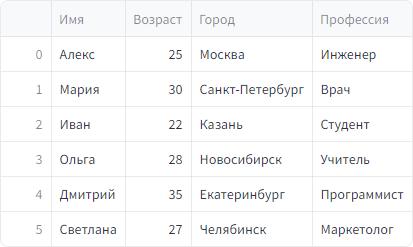 Имя Возраст Город Профессия
0 Алекс 25 Москва Инженер
1 Мария 30 Санкт-Петербург Врач
2 Иван 22 Казань Студент
3 Ольга 28 Новосибирск Учитель
4 Дмитрий 35 Екатеринбург Программист
5 Светлана 27 Челябинск Маркетолог